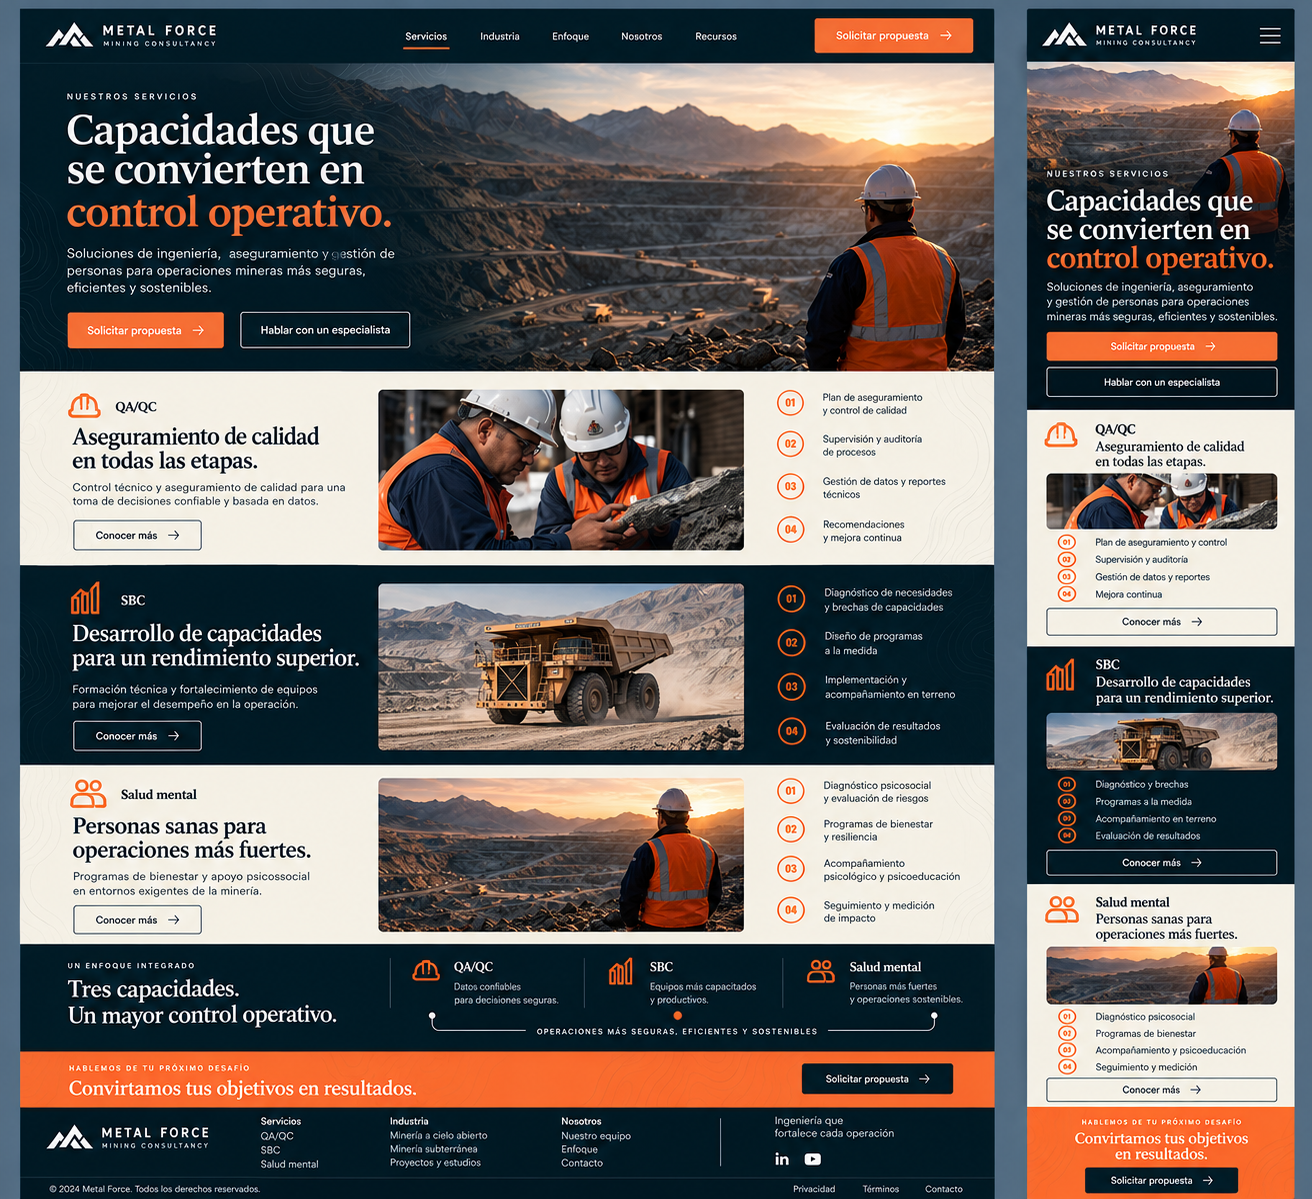 METAL FORCE
MINING CONSULTANCY
Servicios
Industria
Enfoque
Nosotros
Recursos
Solicitar propuesta →
NUESTROS SERVICIOS
Capacidades que
se convierten en
control operativo.
Soluciones de ingeniería, aseguramiento y gestión de
personas para operaciones mineras más seguras,
eficientes y sostenibles.
Solicitar propuesta →
Hablar con un especialista
QA/QC
Aseguramiento de calidad
en todas las etapas.
Control técnico y aseguramiento de calidad para una
toma de decisiones confiable y basada en datos.
Conocer más →
01 Plan de aseguramiento
y control de calidad
02 Supervisión y auditoría
de procesos
03 Gestión de datos y reportes
técnicos
04 Recomendaciones
y mejora continua
SBC
Desarrollo de capacidades
para un rendimiento superior.
Formación técnica y fortalecimiento de equipos
para mejorar el desempeño en la operación.
Conocer más →
01 Diagnóstico de necesidades
y brechas de capacidades
02 Diseño de programas
a la medida
03 Implementación y
acompañamiento en terreno
04 Evaluación de resultados
y sostenibilidad
Salud mental
Personas sanas para
operaciones más fuertes.
Programas de bienestar y apoyo psicossocial
en entornos exigentes de la minería.
Conocer más →
01 Diagnóstico psicosocial
y evaluación de riesgos
02 Programas de bienestar
y resiliencia
03 Acompañamiento
psicológico y psicoeducación
04 Seguimiento y medición
de impacto
UN ENFOQUE INTEGRADO
Tres capacidades.
Un mayor control operativo.
QA/QC
Datos confiables
para decisiones seguras.
SBC
Equipos más capacitados
y productivos.
Salud mental
Personas más fuertes
y operaciones sostenibles.
OPERACIONES MÁS SEGURAS, EFICIENTES Y SOSTENIBLES
HABLEMOS DE TU PRÓXIMO DESAFÍO
Convirtamos tus objetivos en resultados.
Solicitar propuesta →
METAL FORCE
MINING CONSULTANCY
Servicios
QA/QC
SBC
Salud mental
Industria
Minería a cielo abierto
Minería subterránea
Proyectos y estudios
Nosotros
Nuestro equipo
Enfoque
Contacto
Ingeniería que
fortalece cada operación
in
© 2024 Metal Force. Todos los derechos reservados.
Privacidad
Términos
Contacto
METAL FORCE
MINING CONSULTANCY
NUESTROS SERVICIOS
Capacidades que
se convierten en
control operativo.
Soluciones de ingeniería, aseguramiento
y gestión de personas para operaciones
mineras más seguras, eficientes y sostenibles.
Solicitar propuesta →
Hablar con un especialista
QA/QC
Aseguramiento de calidad
en todas las etapas.
01 Plan de aseguramiento y control
02 Supervisión y auditoría
03 Gestión de datos y reportes
04 Mejora continua
Conocer más →
SBC
Desarrollo de capacidades
para un rendimiento superior.
01 Diagnóstico y brechas
02 Programas a la medida
03 Acompañamiento en terreno
04 Evaluación de resultados
Conocer más →
Salud mental
Personas sanas para
operaciones más fuertes.
01 Diagnóstico psicosocial
02 Programas de bienestar
03 Acompañamiento y psicoeducación
04 Seguimiento y medición
Conocer más →
HABLEMOS DE TU PRÓXIMO DESAFÍO
Convirtamos tus objetivos
en resultados.
Solicitar propuesta →